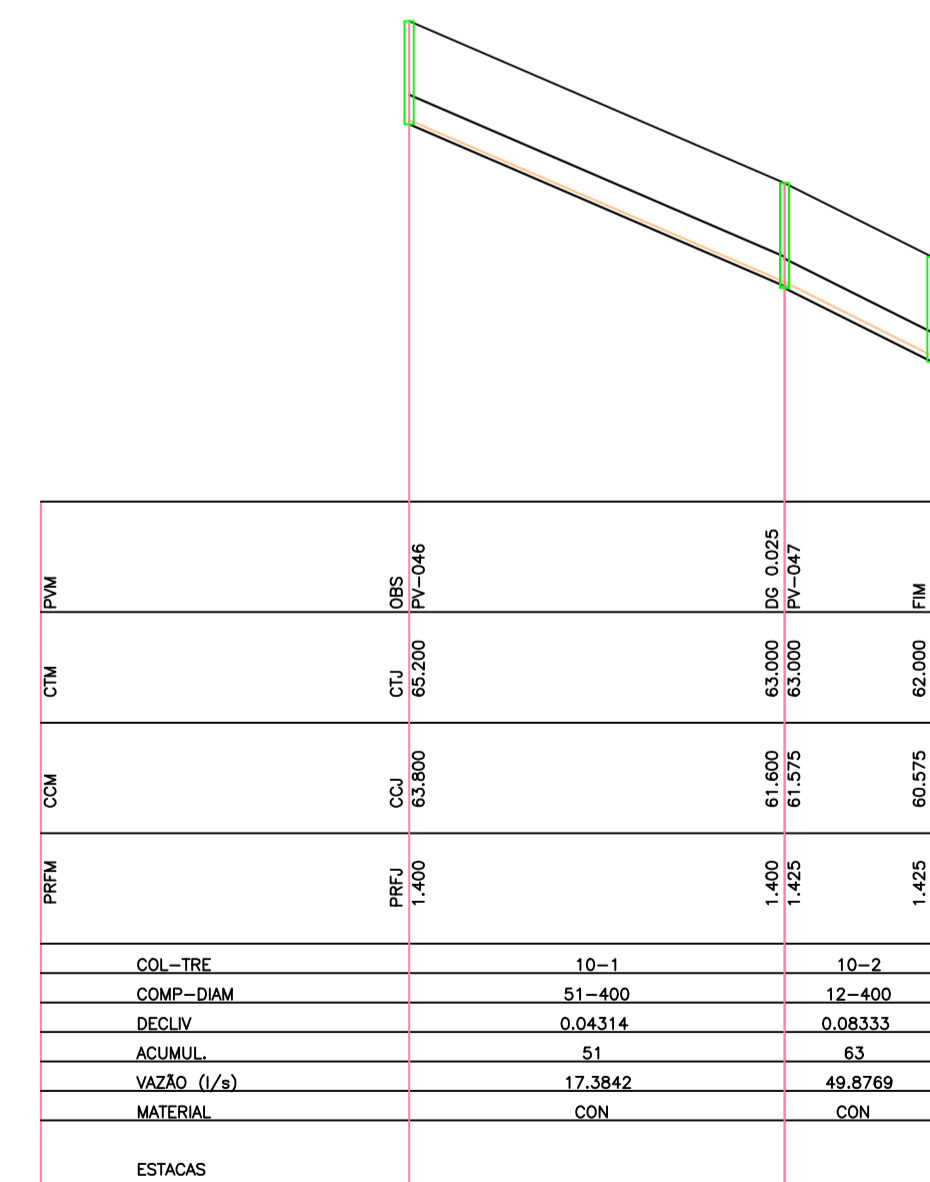 PVM OBS PV-046 DG 0.025 PV-047 FIM
CTM CTJ 65.200 63.000 63.000 62.000
CCM CCJ 63.800 61.600 61.575 60.575
PRFM PRFJ 1.400 1.400 1.425 1.425
COL-TRE 10-1 10-2
COMP-DIAM 51-400 12-400
DECLIV 0.04314 0.08333
ACUMUL. 51 63
VAZÃO (l/s) 17.3842 49.8769
MATERIAL CON CON
ESTACAS